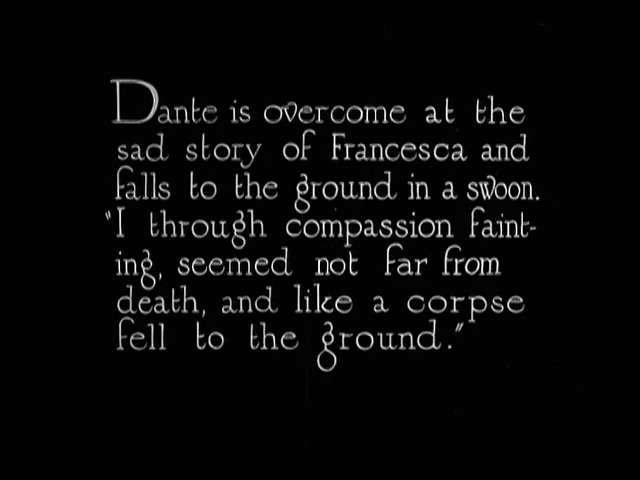 Dante is overcome at the
sad story of Francesca and
falls to the ground in a swoon.
"I through compassion faint-
ing, seemed not far from
death, and like a corpse
fell to the ground."